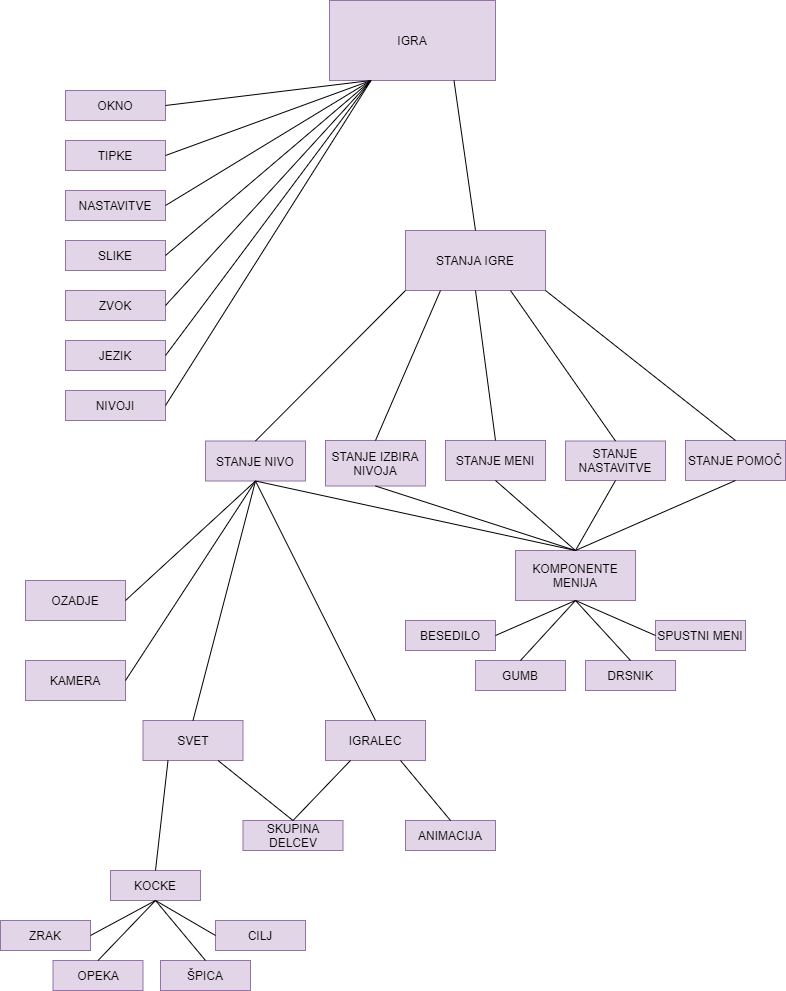 IGRA
OKNO
TIPKE
NASTAVITVE
SLIKE
ZVOK
JEZIK
NIVOJI
STANJA IGRE
STANJE NIVO
STANJE IZBIRA
NIVOJA
STANJE MENI
STANJE
NASTAVITVE
STANJE POMOČ
KOMPONENTE
MENIJA
BESEDILO
GUMB
DRSNIK
SPUSTNI MENI
OZADJE
KAMERA
SVET
IGRALEC
SKUPINA
DELCEV
ANIMACIJA
KOCKE
ZRAK
OPEKA
ŠPICA
CILJ